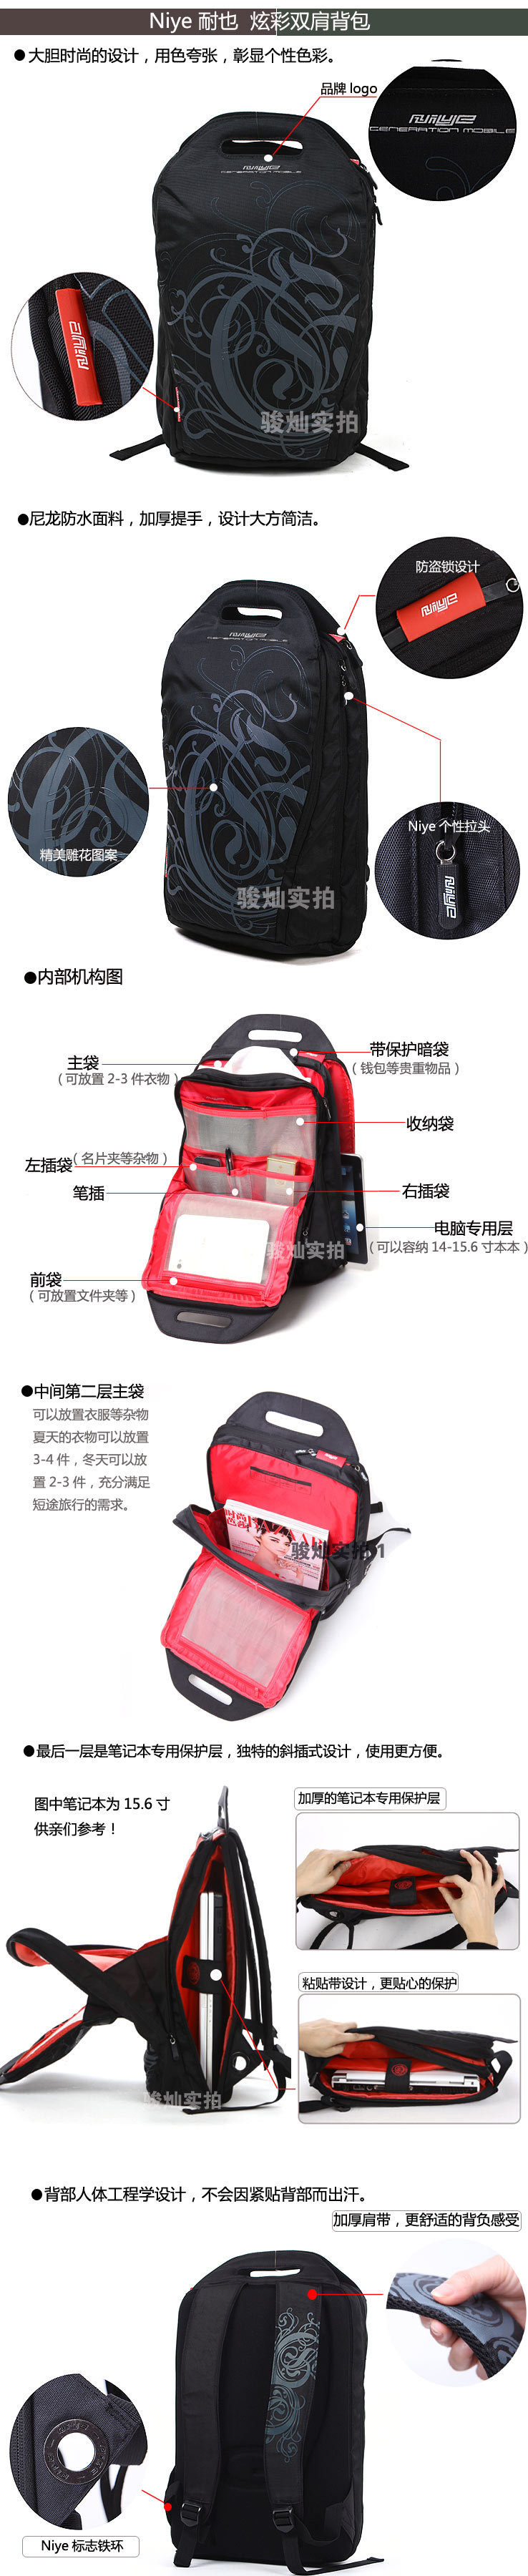 Niye 耐也 炫彩双肩背包
●大胆时尚的设计，用色夸张，彰显个性色彩。
品牌 logo
niye
GENERATION MOBILE
niye
GENERATION MOBILE
niye
骏灿实拍
●尼龙防水面料，加厚提手，设计大方简洁。
防盗锁设计
niye
niye
GENERATION MOBILE
Niye 个性拉头
niye
精美雕花图案
骏灿实拍
●内部机构图
主袋
（可放置 2-3 件衣物）
带保护暗袋
（钱包等贵重物品）
收纳袋
左插袋（名片夹等杂物）
笔插
右插袋
电脑专用层
（可以容纳 14-15.6 寸本本）
骏灿实拍
前袋
（可放置文件夹等）
●中间第二层主袋
可以放置衣服等杂物
夏天的衣物可以放置
3-4 件，冬天可以放
置 2-3 件，充分满足
短途旅行的需求。
骏灿实拍 1
●最后一层是笔记本专用保护层，独特的斜插式设计，使用更方便。
图中笔记本为 15.6 寸
供亲们参考！
加厚的笔记本专用保护层
粘贴带设计，更贴心的保护
骏灿实拍
●背部人体工程学设计，不会因紧贴背部而出汗。
加厚肩带，更舒适的背负感受
Niye 标志铁环